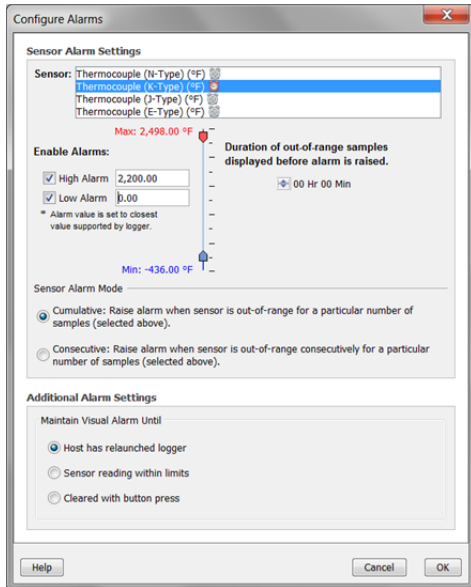 Configure Alarms
Sensor Alarm Settings
Sensor: Thermocouple (N-Type) (°F)
Thermocouple (K-Type) (°F)
Thermocouple (J-Type) (°F)
Thermocouple (E-Type) (°F)
Max: 2,498.00 °F
Enable Alarms:
Duration of out-of-range samples
displayed before alarm is raised.
High Alarm 2,200.00
00 Hr 00 Min
Low Alarm 0.00
* Alarm value is set to closest
value supported by logger.
Min: -436.00 °F
Sensor Alarm Mode
Cumulative: Raise alarm when sensor is out-of-range for a particular number of
samples (selected above).
Consecutive: Raise alarm when sensor is out-of-range consecutively for a particular
number of samples (selected above).
Additional Alarm Settings
Maintain Visual Alarm Until
Host has relaunched logger
Sensor reading within limits
Cleared with button press
Help Cancel OK